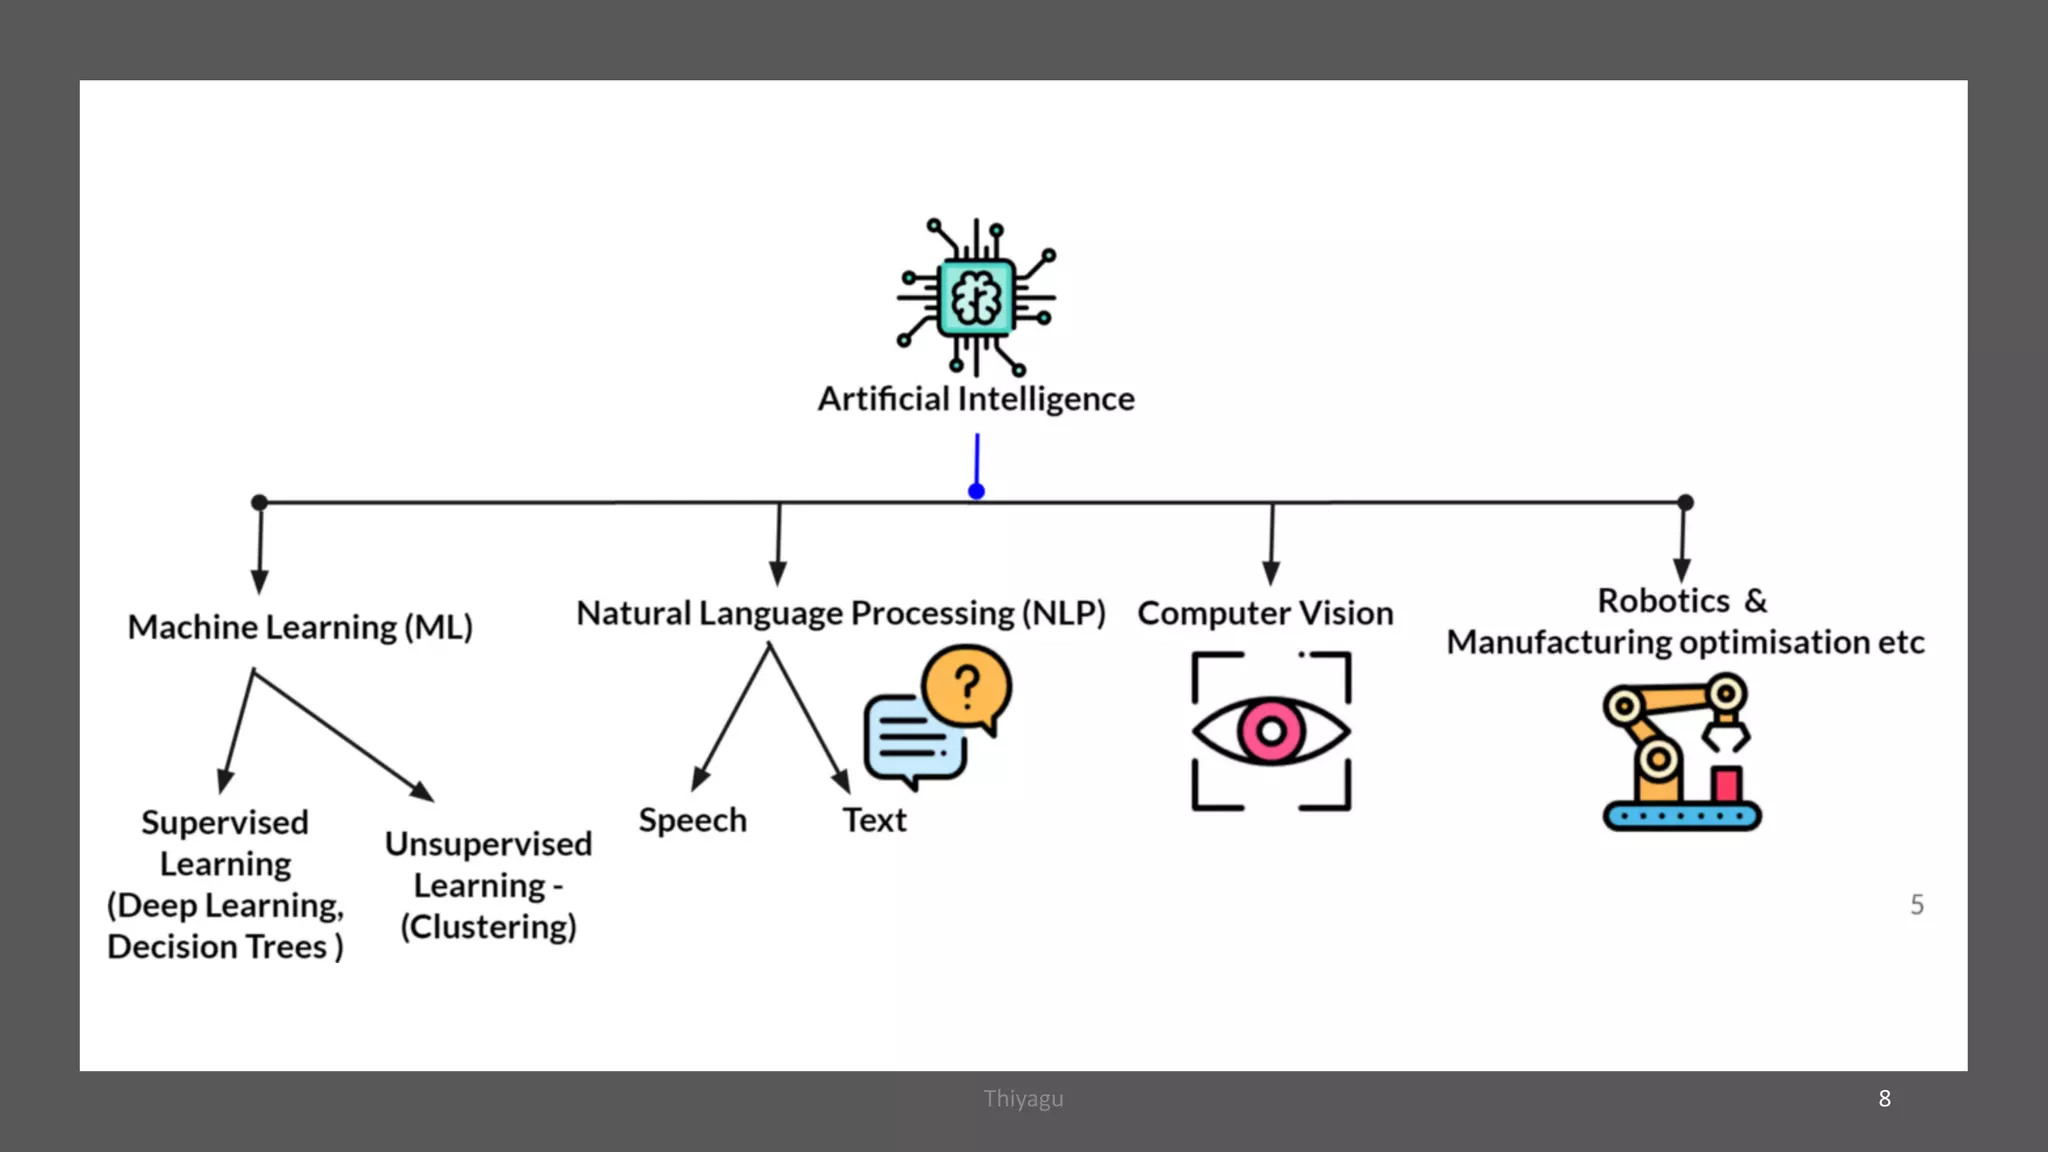 Artificial Intelligence
Machine Learning (ML)
Natural Language Processing (NLP)
Computer Vision
Robotics &
Manufacturing optimisation etc
?
Supervised
Learning
(Deep Learning,
Decision Trees )
Unsupervised
Learning -
(Clustering)
Speech
Text
5
Thiyagu
8